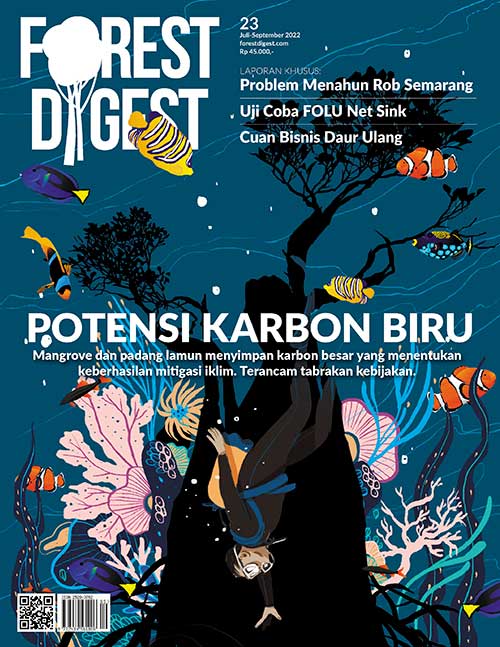 FOREST
DIGEST
23
Juli-September 2022
forestdigest.com
Rp 45.000,-
LAPORAN KHUSUS:
Problem Menahun Rob Semarang
Uji Coba FOLU Net Sink
Cuan Bisnis Daur Ulang
POTENSI KARBON BIRU
Mangrove dan padang lamun menyimpan karbon besar yang menentukan
keberhasilan mitigasi iklim. Terancam tabrakan kebijakan.